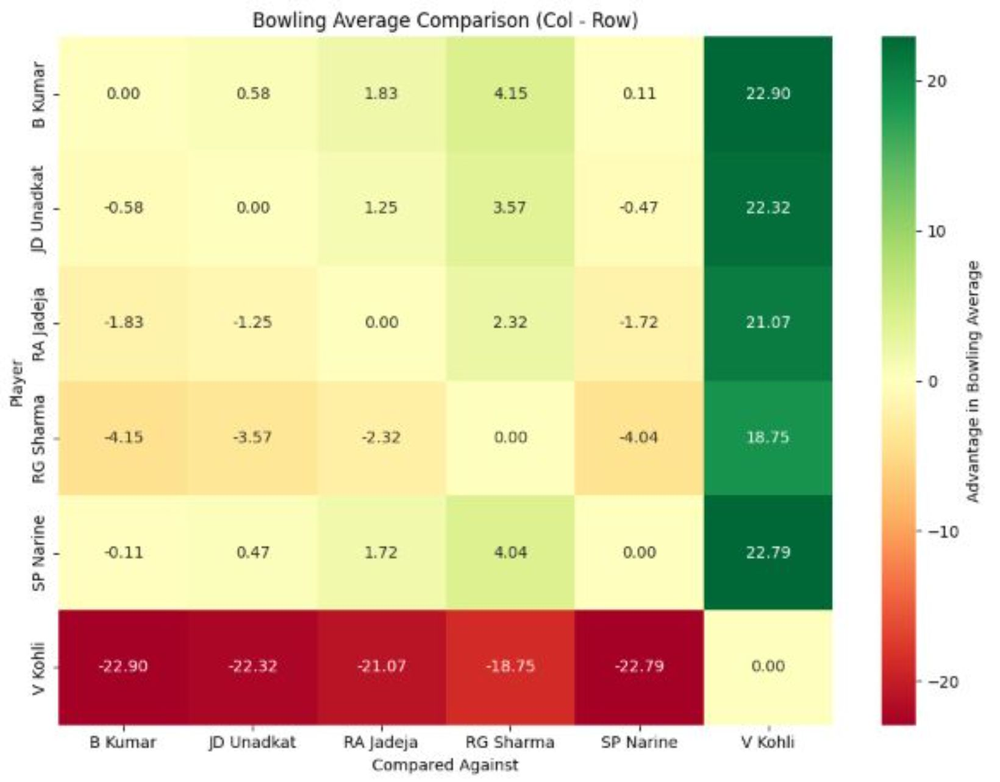 Bowling Average Comparison (Col - Row)
Player
B Kumar
0.00 0.58 1.83 4.15 0.11 22.90
JD Unadkat
-0.58 0.00 1.25 3.57 -0.47 22.32
RA Jadeja
-1.83 -1.25 0.00 2.32 -1.72 21.07
RG Sharma
-4.15 -3.57 -2.32 0.00 -4.04 18.75
SP Narine
-0.11 0.47 1.72 4.04 0.00 22.79
V Kohli
-22.90 -22.32 -21.07 -18.75 -22.79 0.00
B Kumar JD Unadkat RA Jadeja RG Sharma SP Narine V Kohli
Compared Against
20
10
0
−10
−20
Advantage in Bowling Average